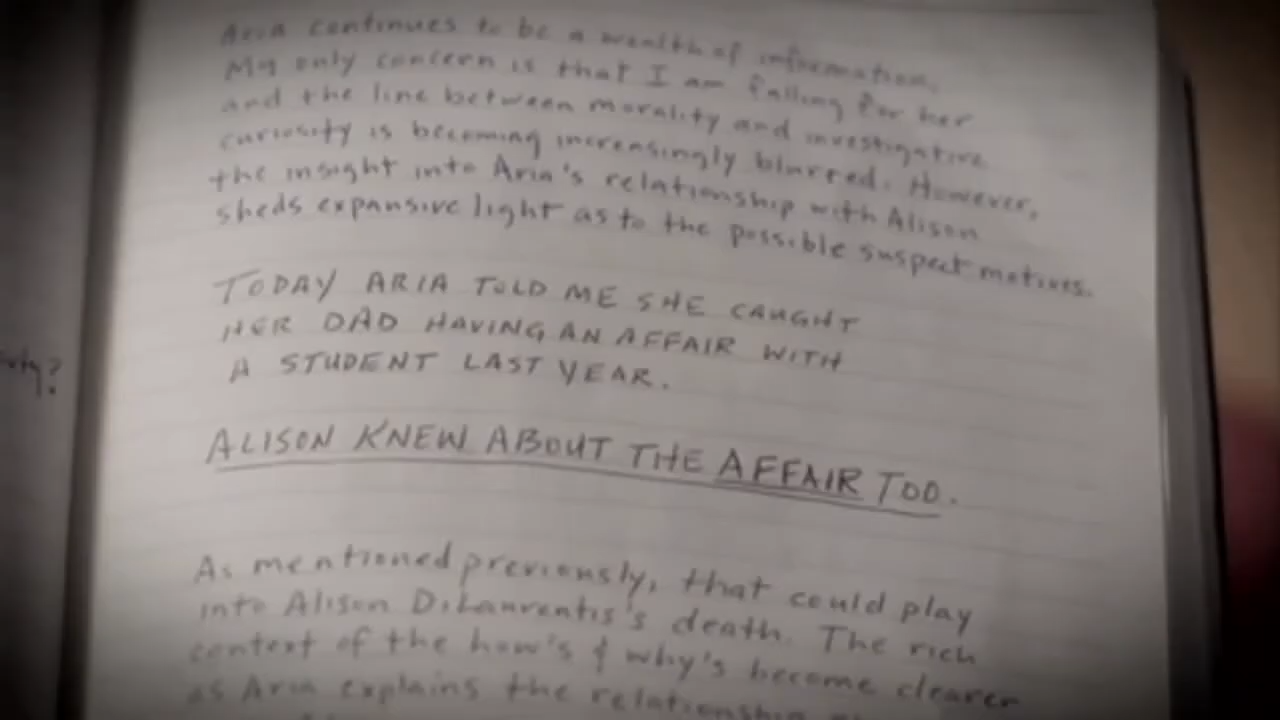 Aria continues to be a wealth of information.
My only concern is that I am falling for her
and the line between morality and investigative
curiosity is becoming increasingly blurred. However,
the insight into Aria's relationship with Alison
sheds expansive light as to the possible suspect motives.
TODAY ARIA TOLD ME SHE CAUGHT
HER DAD HAVING AN AFFAIR WITH
A STUDENT LAST YEAR.
ALISON KNEW ABOUT THE AFFAIR TOO.
As mentioned previously, that could play
into Alison DiLaurentis's death. The rich
context of the how's & why's become clearer
as Aria explains the relationship